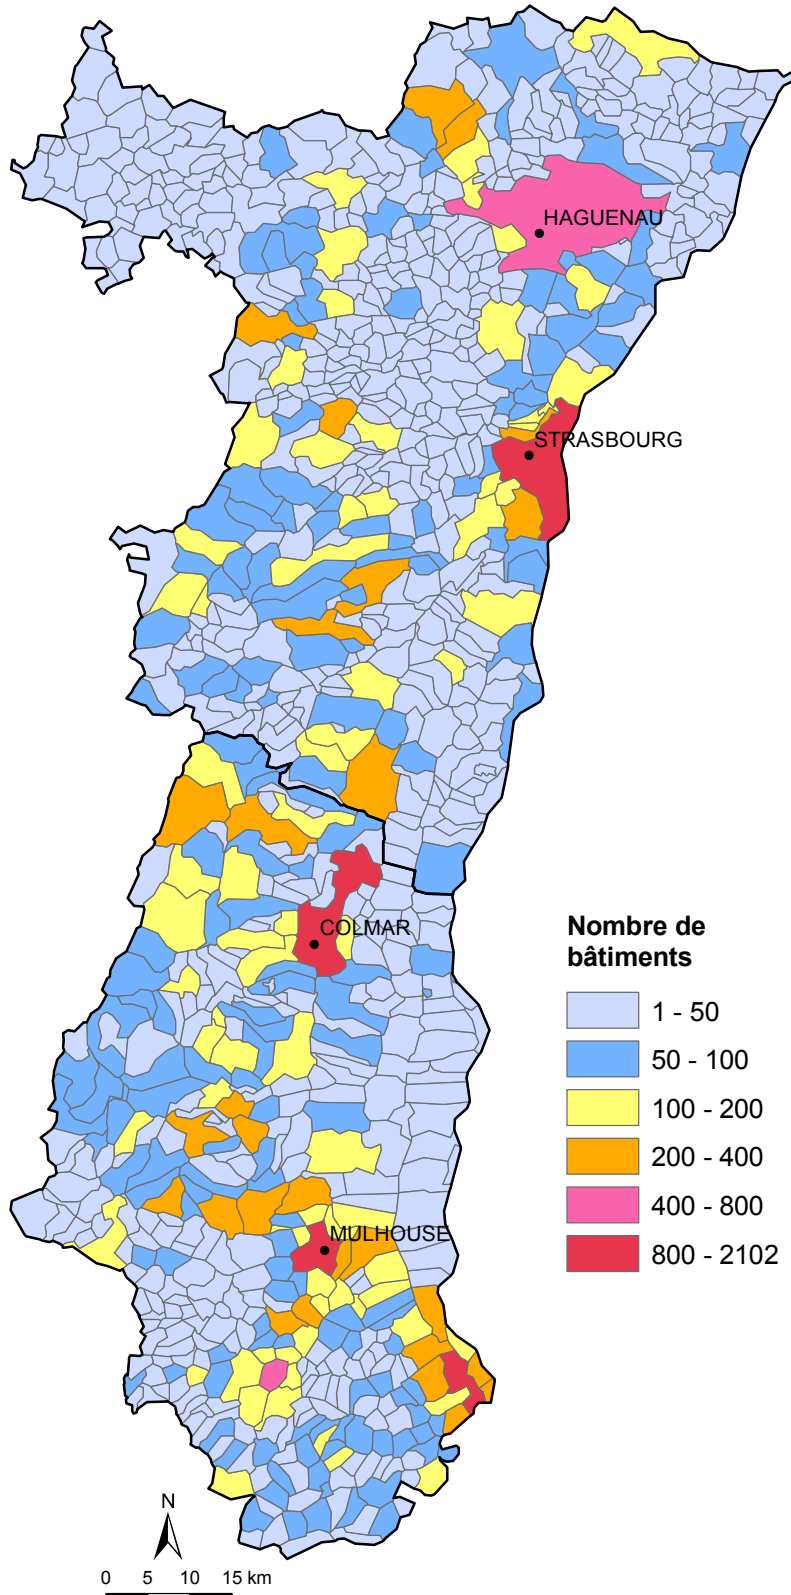 HAGUENAU
STRASBOURG
COLMAR
MULHOUSE
Nombre de
bâtiments
1 - 50
50 - 100
100 - 200
200 - 400
400 - 800
800 - 2102
N
0 5 10 15 km